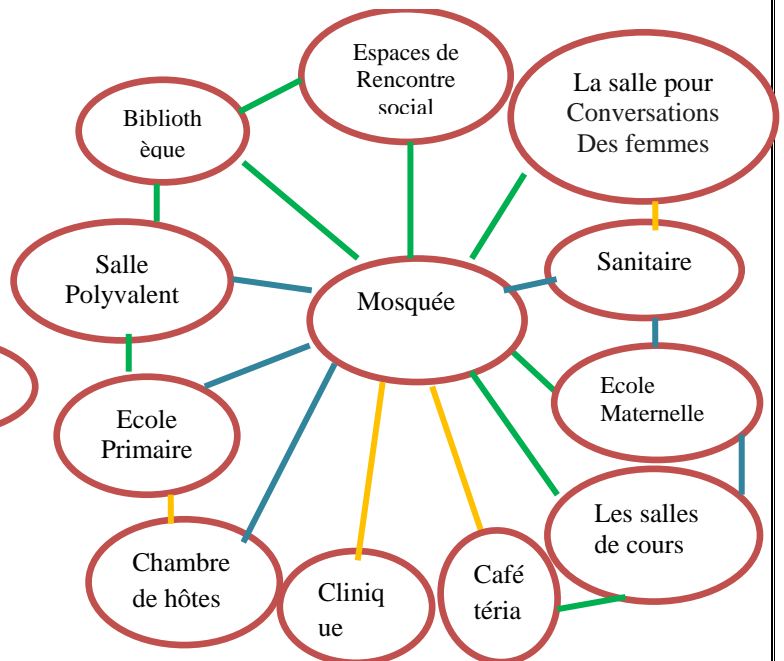 Espaces de
Rencontre
social
La salle pour
Conversations
Des femmes
Biblioth
èque
Salle
Polyvalent
Mosquée
Sanitaire
Ecole
Primaire
Ecole
Maternelle
Chambre
de hôtes
Cliniq
ue
Café
téria
Les salles
de cours